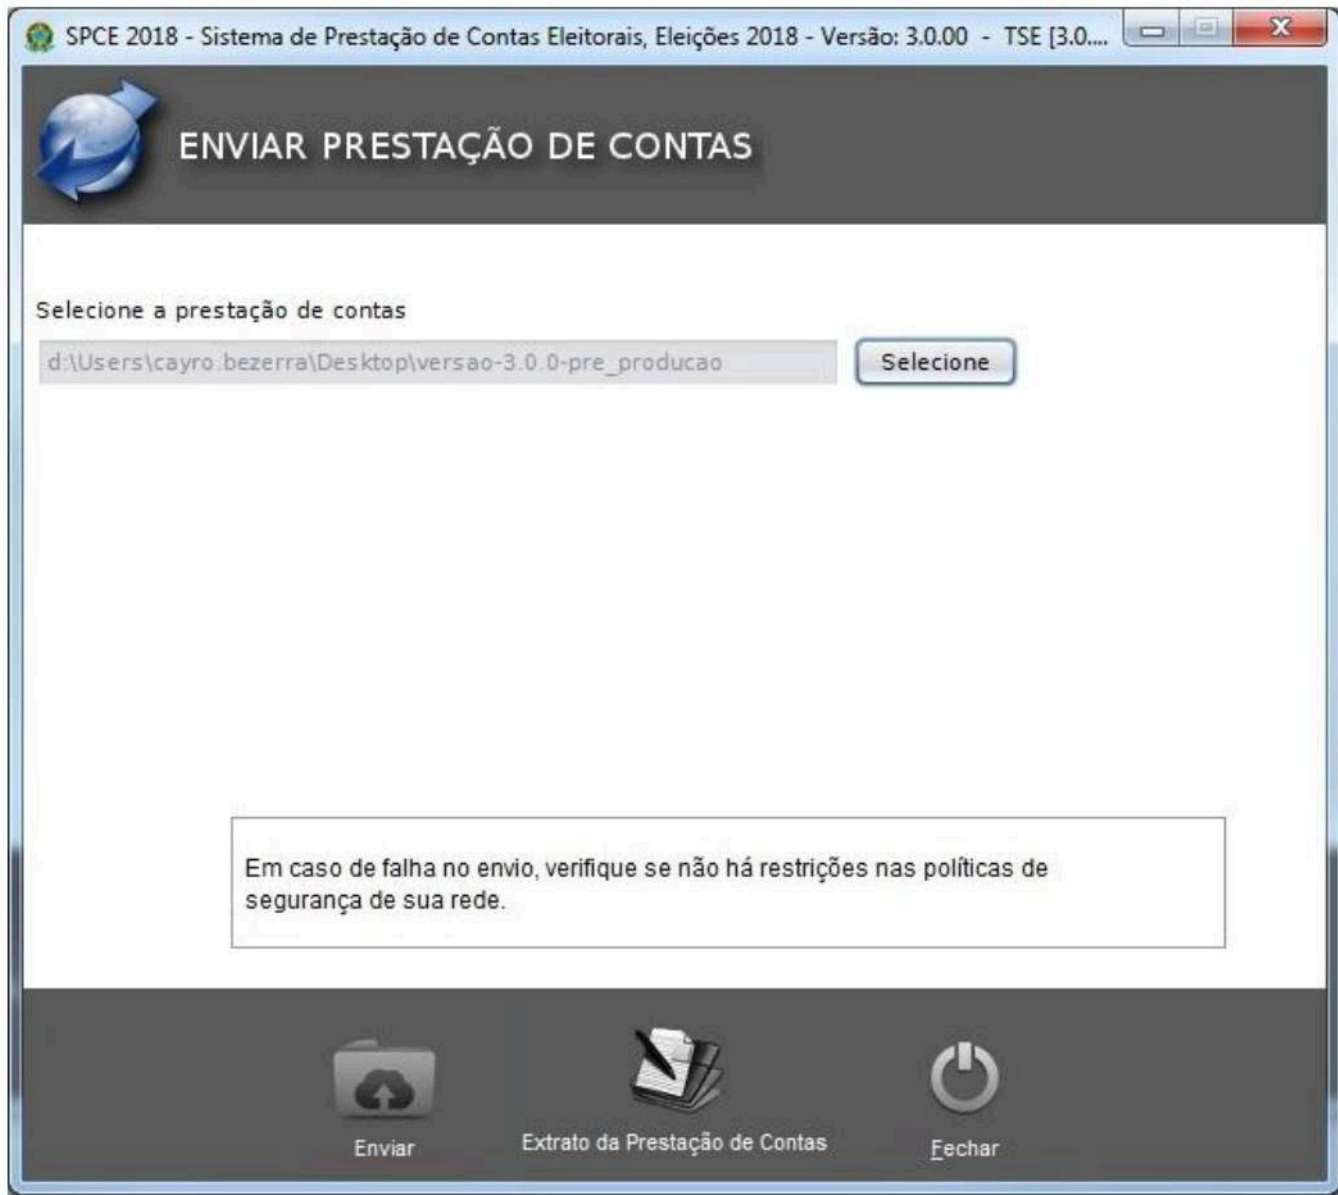 SPCE 2018 - Sistema de Prestação de Contas Eleitorais, Eleições 2018 - Versão: 3.0.00 - TSE [3.0....
ENVIAR PRESTAÇÃO DE CONTAS
Selecione a prestação de contas
d:\Users\cayro.bezerra\Desktop\versao-3.0.0-pre_producao
Selecione
Em caso de falha no envio, verifique se não há restrições nas políticas de
segurança de sua rede.
Enviar
Extrato da Prestação de Contas
Fechar